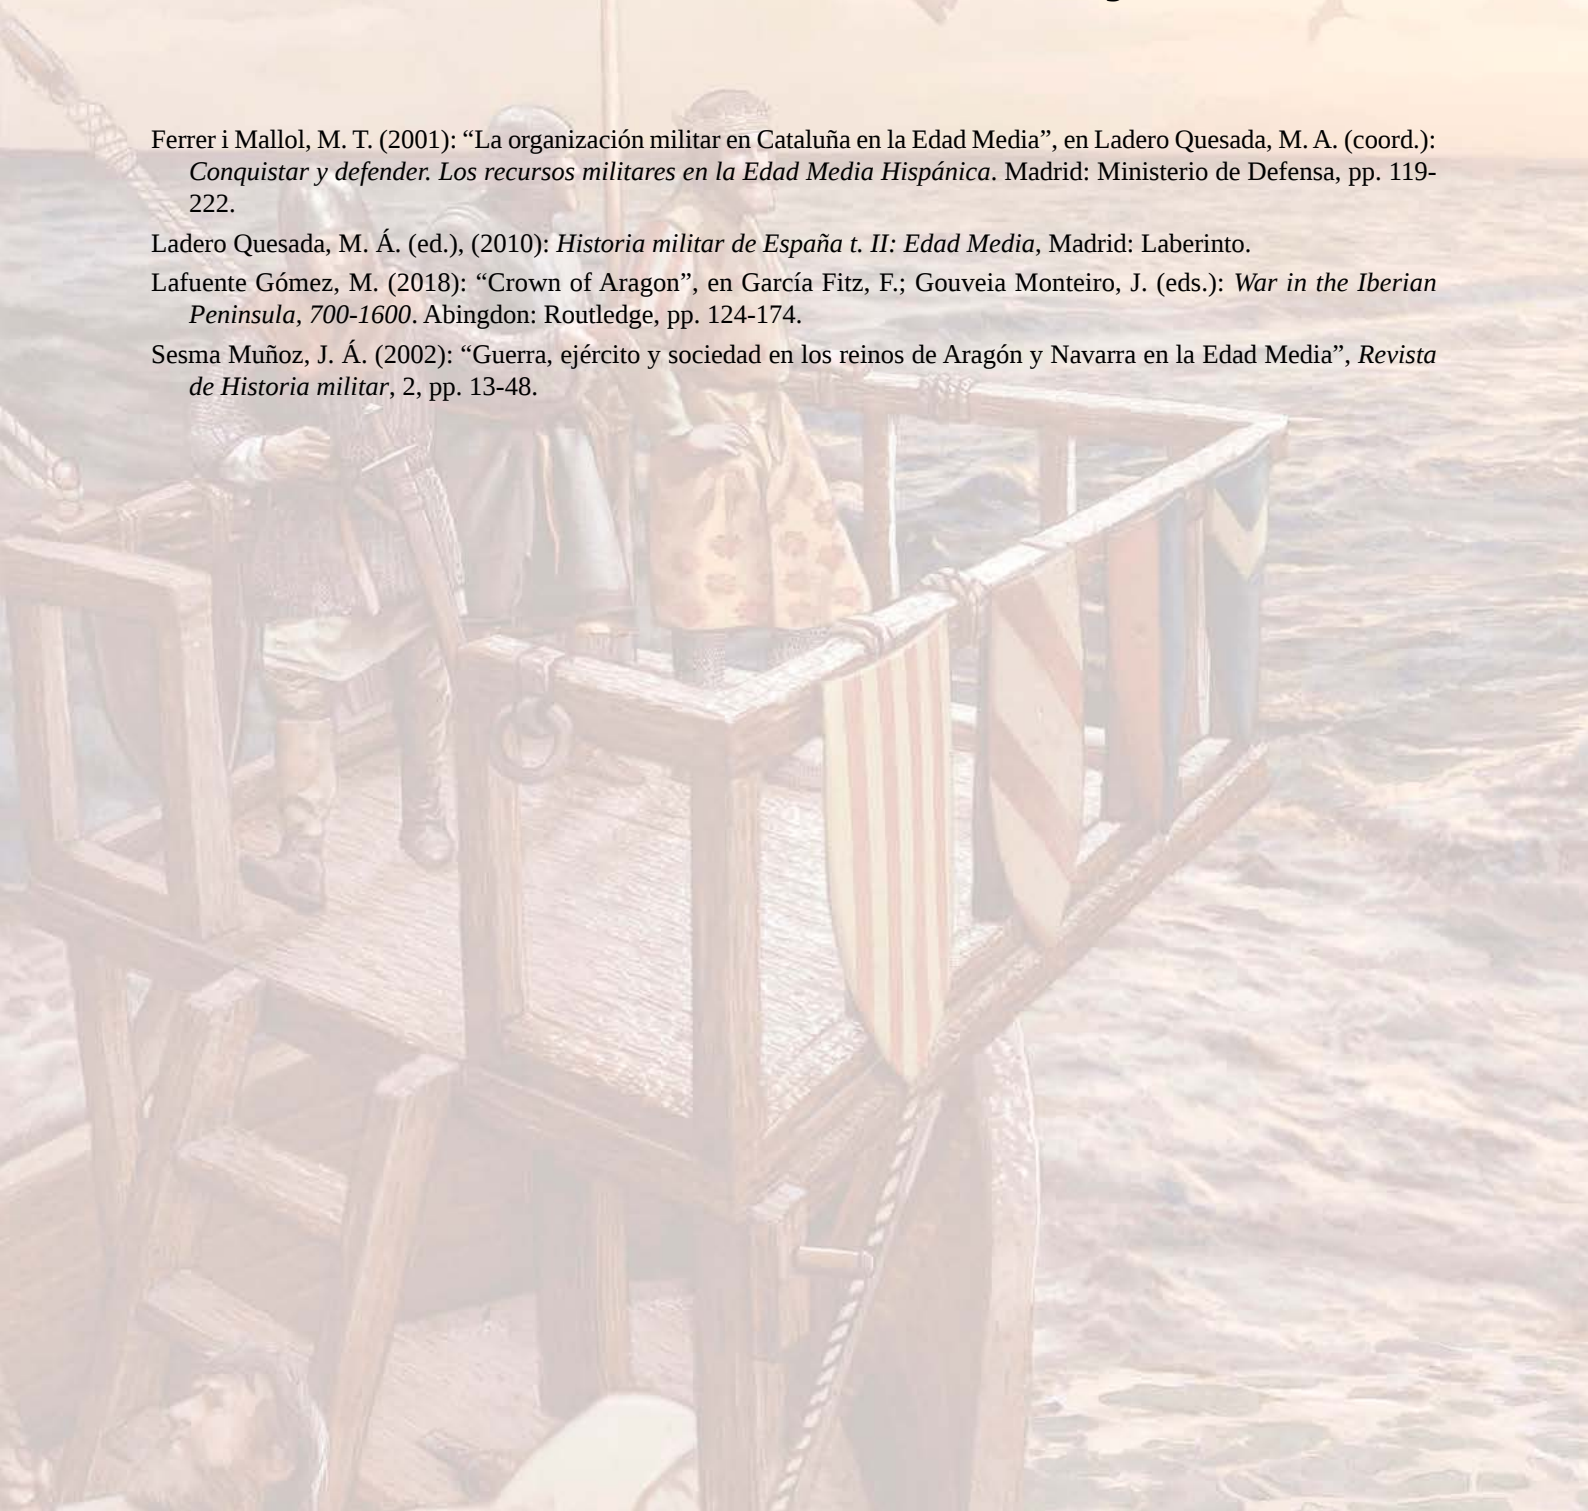 Ferrer i Mallol, M. T. (2001): “La organización militar en Cataluña en la Edad Media”, en Ladero Quesada, M. A. (coord.):
Conquistar y defender. Los recursos militares en la Edad Media Hispánica. Madrid: Ministerio de Defensa, pp. 119-
222.
Ladero Quesada, M. Á. (ed.), (2010): Historia militar de España t. II: Edad Media, Madrid: Laberinto.
Lafuente Gómez, M. (2018): “Crown of Aragon”, en García Fitz, F.; Gouveia Monteiro, J. (eds.): War in the Iberian
Peninsula, 700-1600. Abingdon: Routledge, pp. 124-174.
Sesma Muñoz, J. Á. (2002): “Guerra, ejército y sociedad en los reinos de Aragón y Navarra en la Edad Media”, Revista
de Historia militar, 2, pp. 13-48.